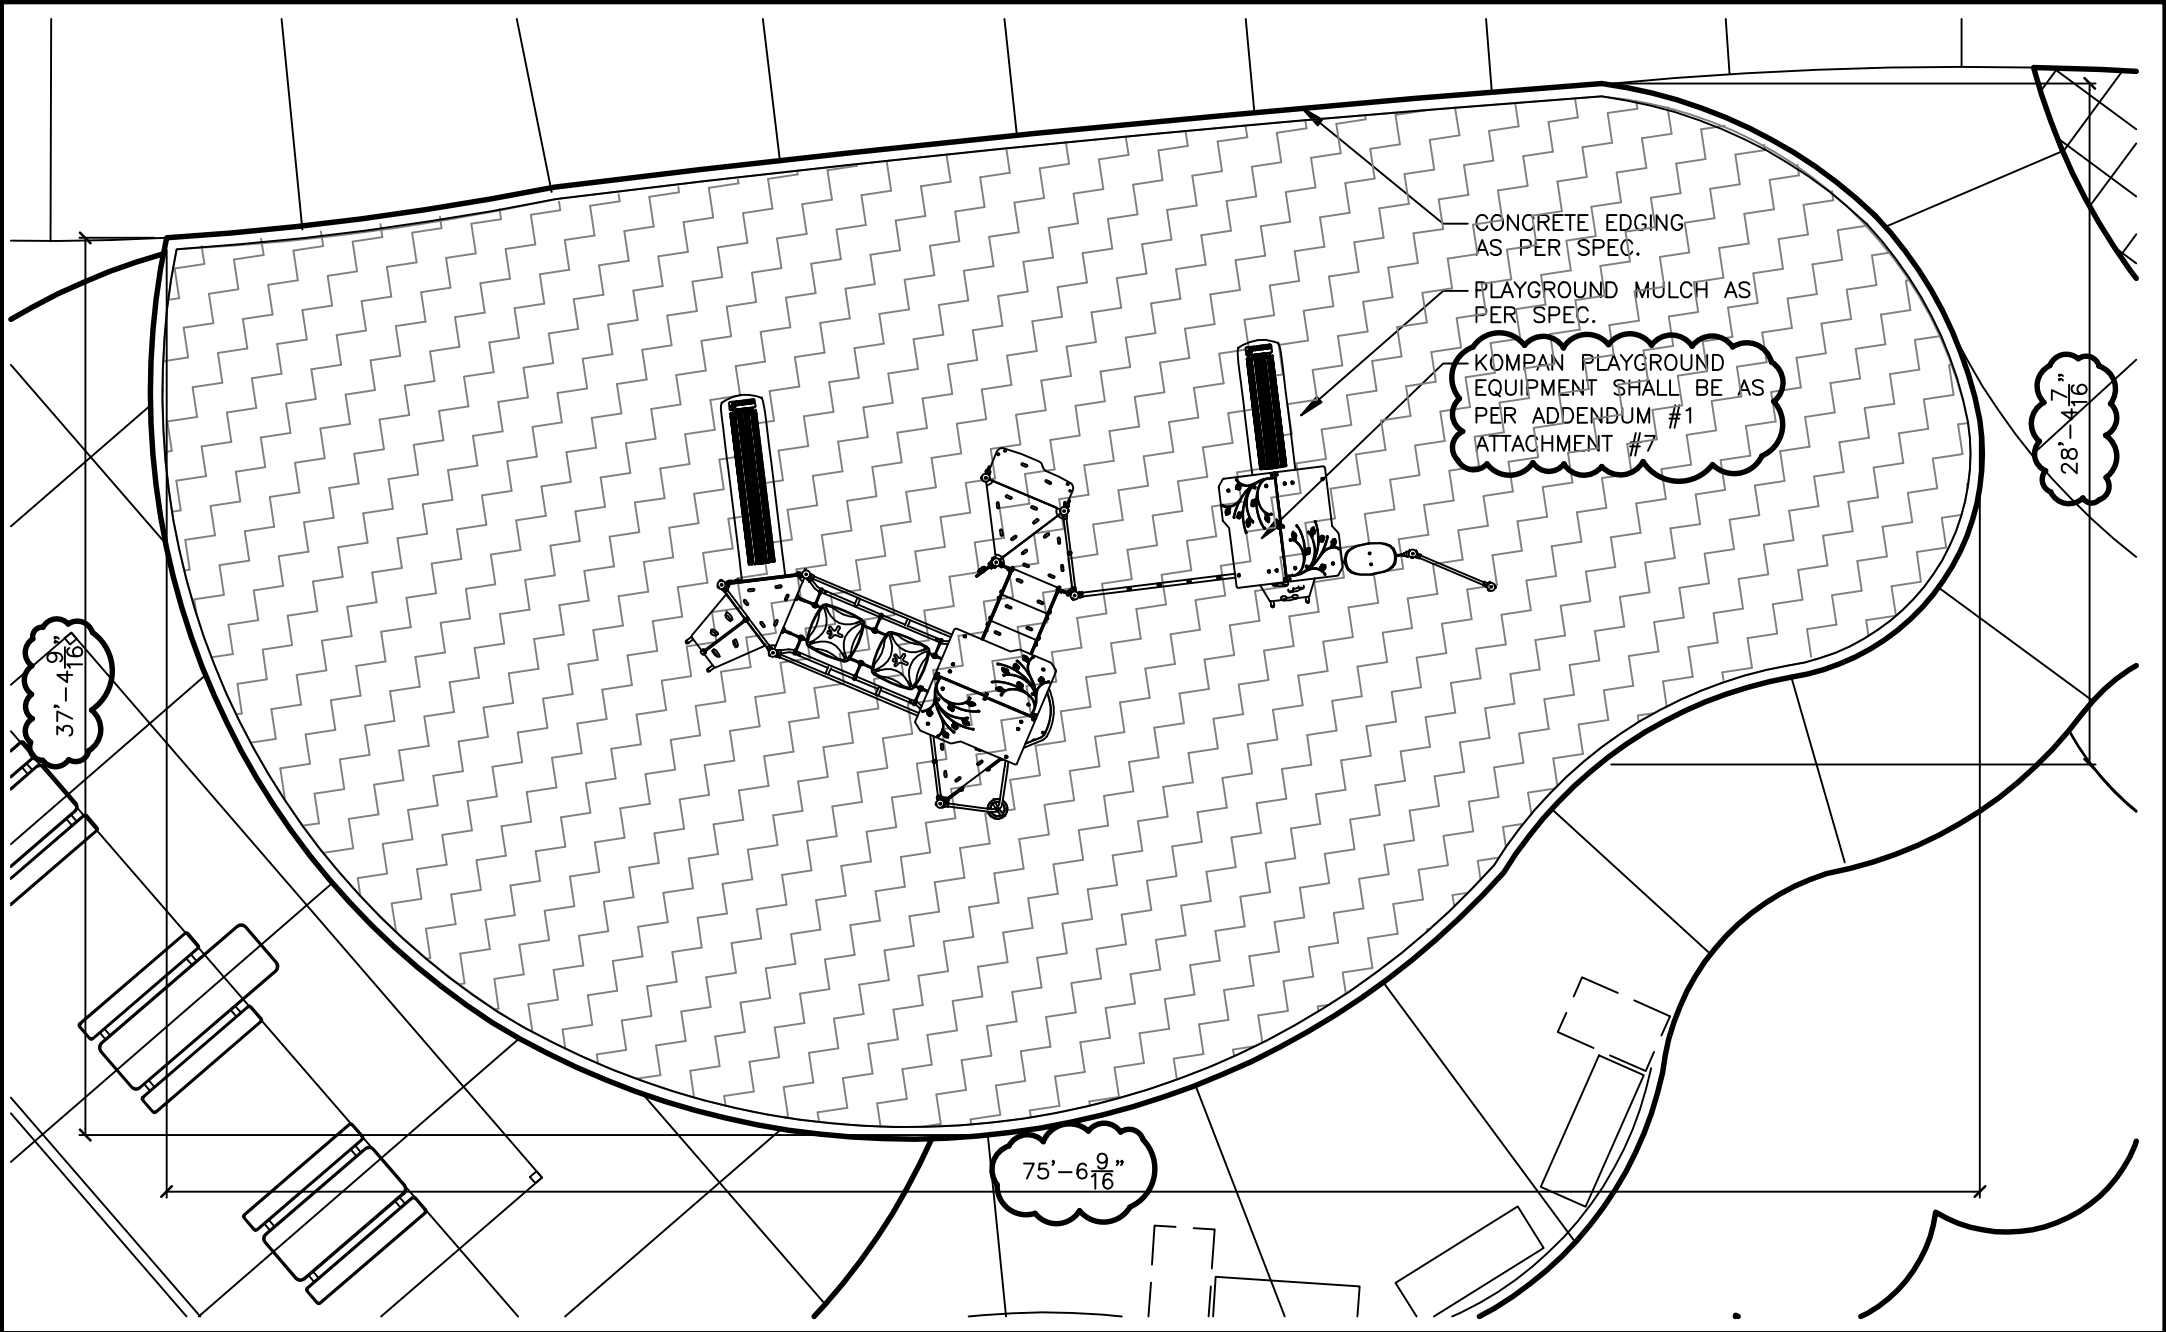 CONCRETE EDGING
AS PER SPEC.
PLAYGROUND MULCH AS
PER SPEC.
KOMPAN PLAYGROUND
EQUIPMENT SHALL BE AS
PER ADDENDUM #1
ATTACHMENT #7
28'-4 7/16"
37'-4 9/16"
75'-6 9/16"